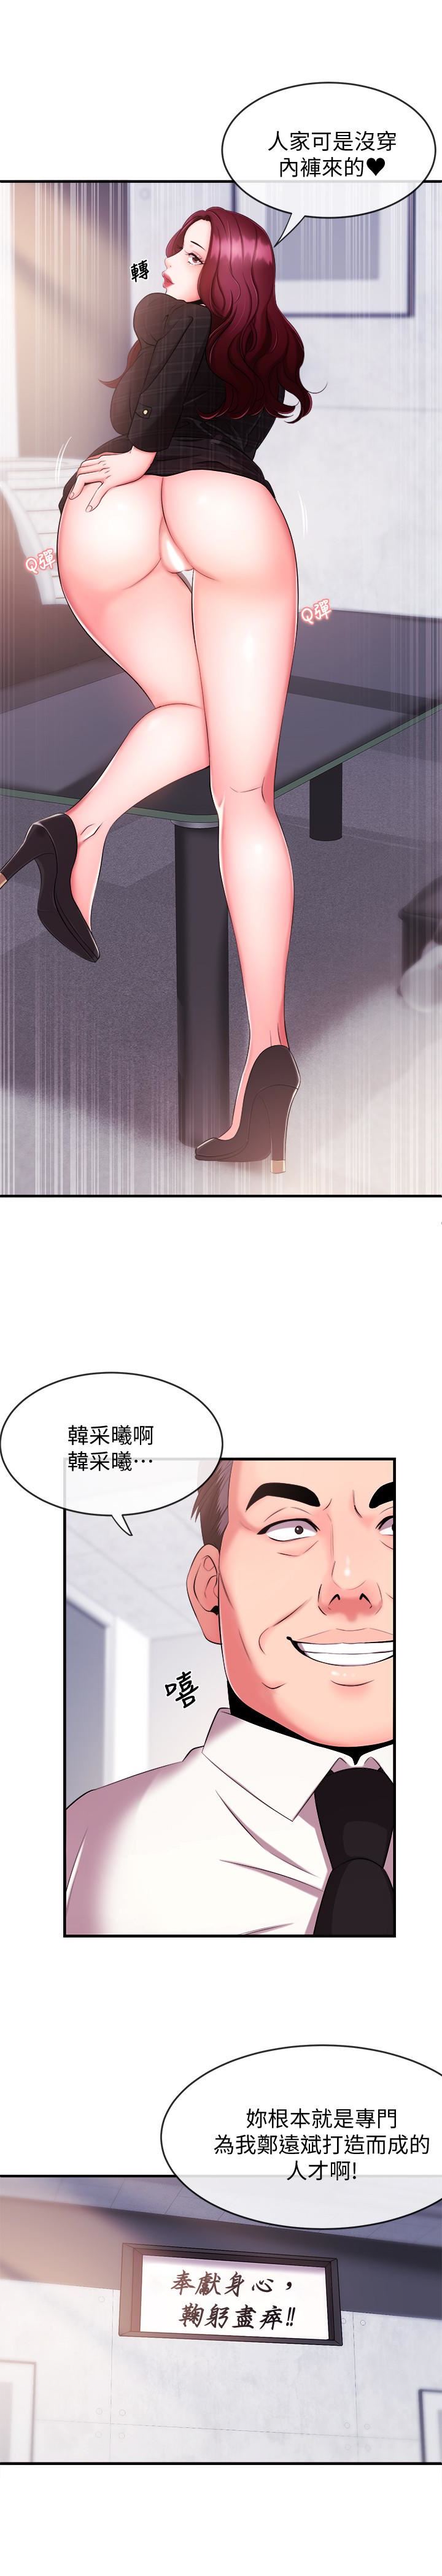 人家可是沒穿
內褲來的♥
轉
Q彈
Q彈
韓采曦啊
韓采曦⋯
嘻
妳根本就是專門
為我鄭遠斌打造而成的
人才啊!
奉獻身心，
鞠躬盡瘁!!